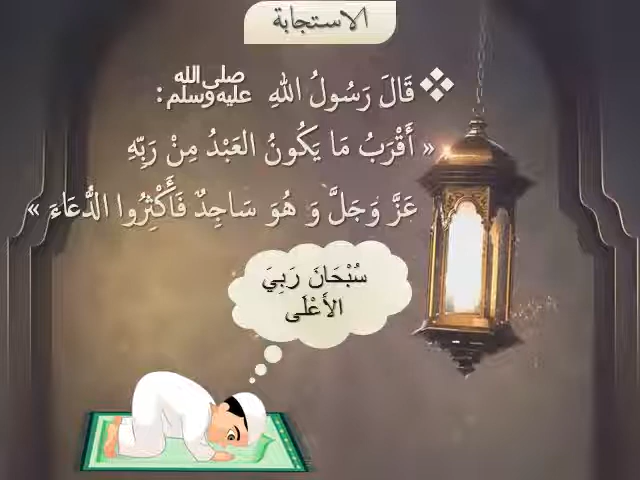 الاستجابة
❖ قَالَ رَسُولُ اللهِ صلى الله عليه وسلم :
« أَقْرَبُ مَا يَكُونُ العَبْدُ مِنْ رَبِّهِ
عَزَّ وَجَلَّ وَ هُوَ سَاجِدٌ فَأَكْثِرُوا الدُّعَاءَ »
سُبْحَانَ رَبِيَ
الأَعْلَى